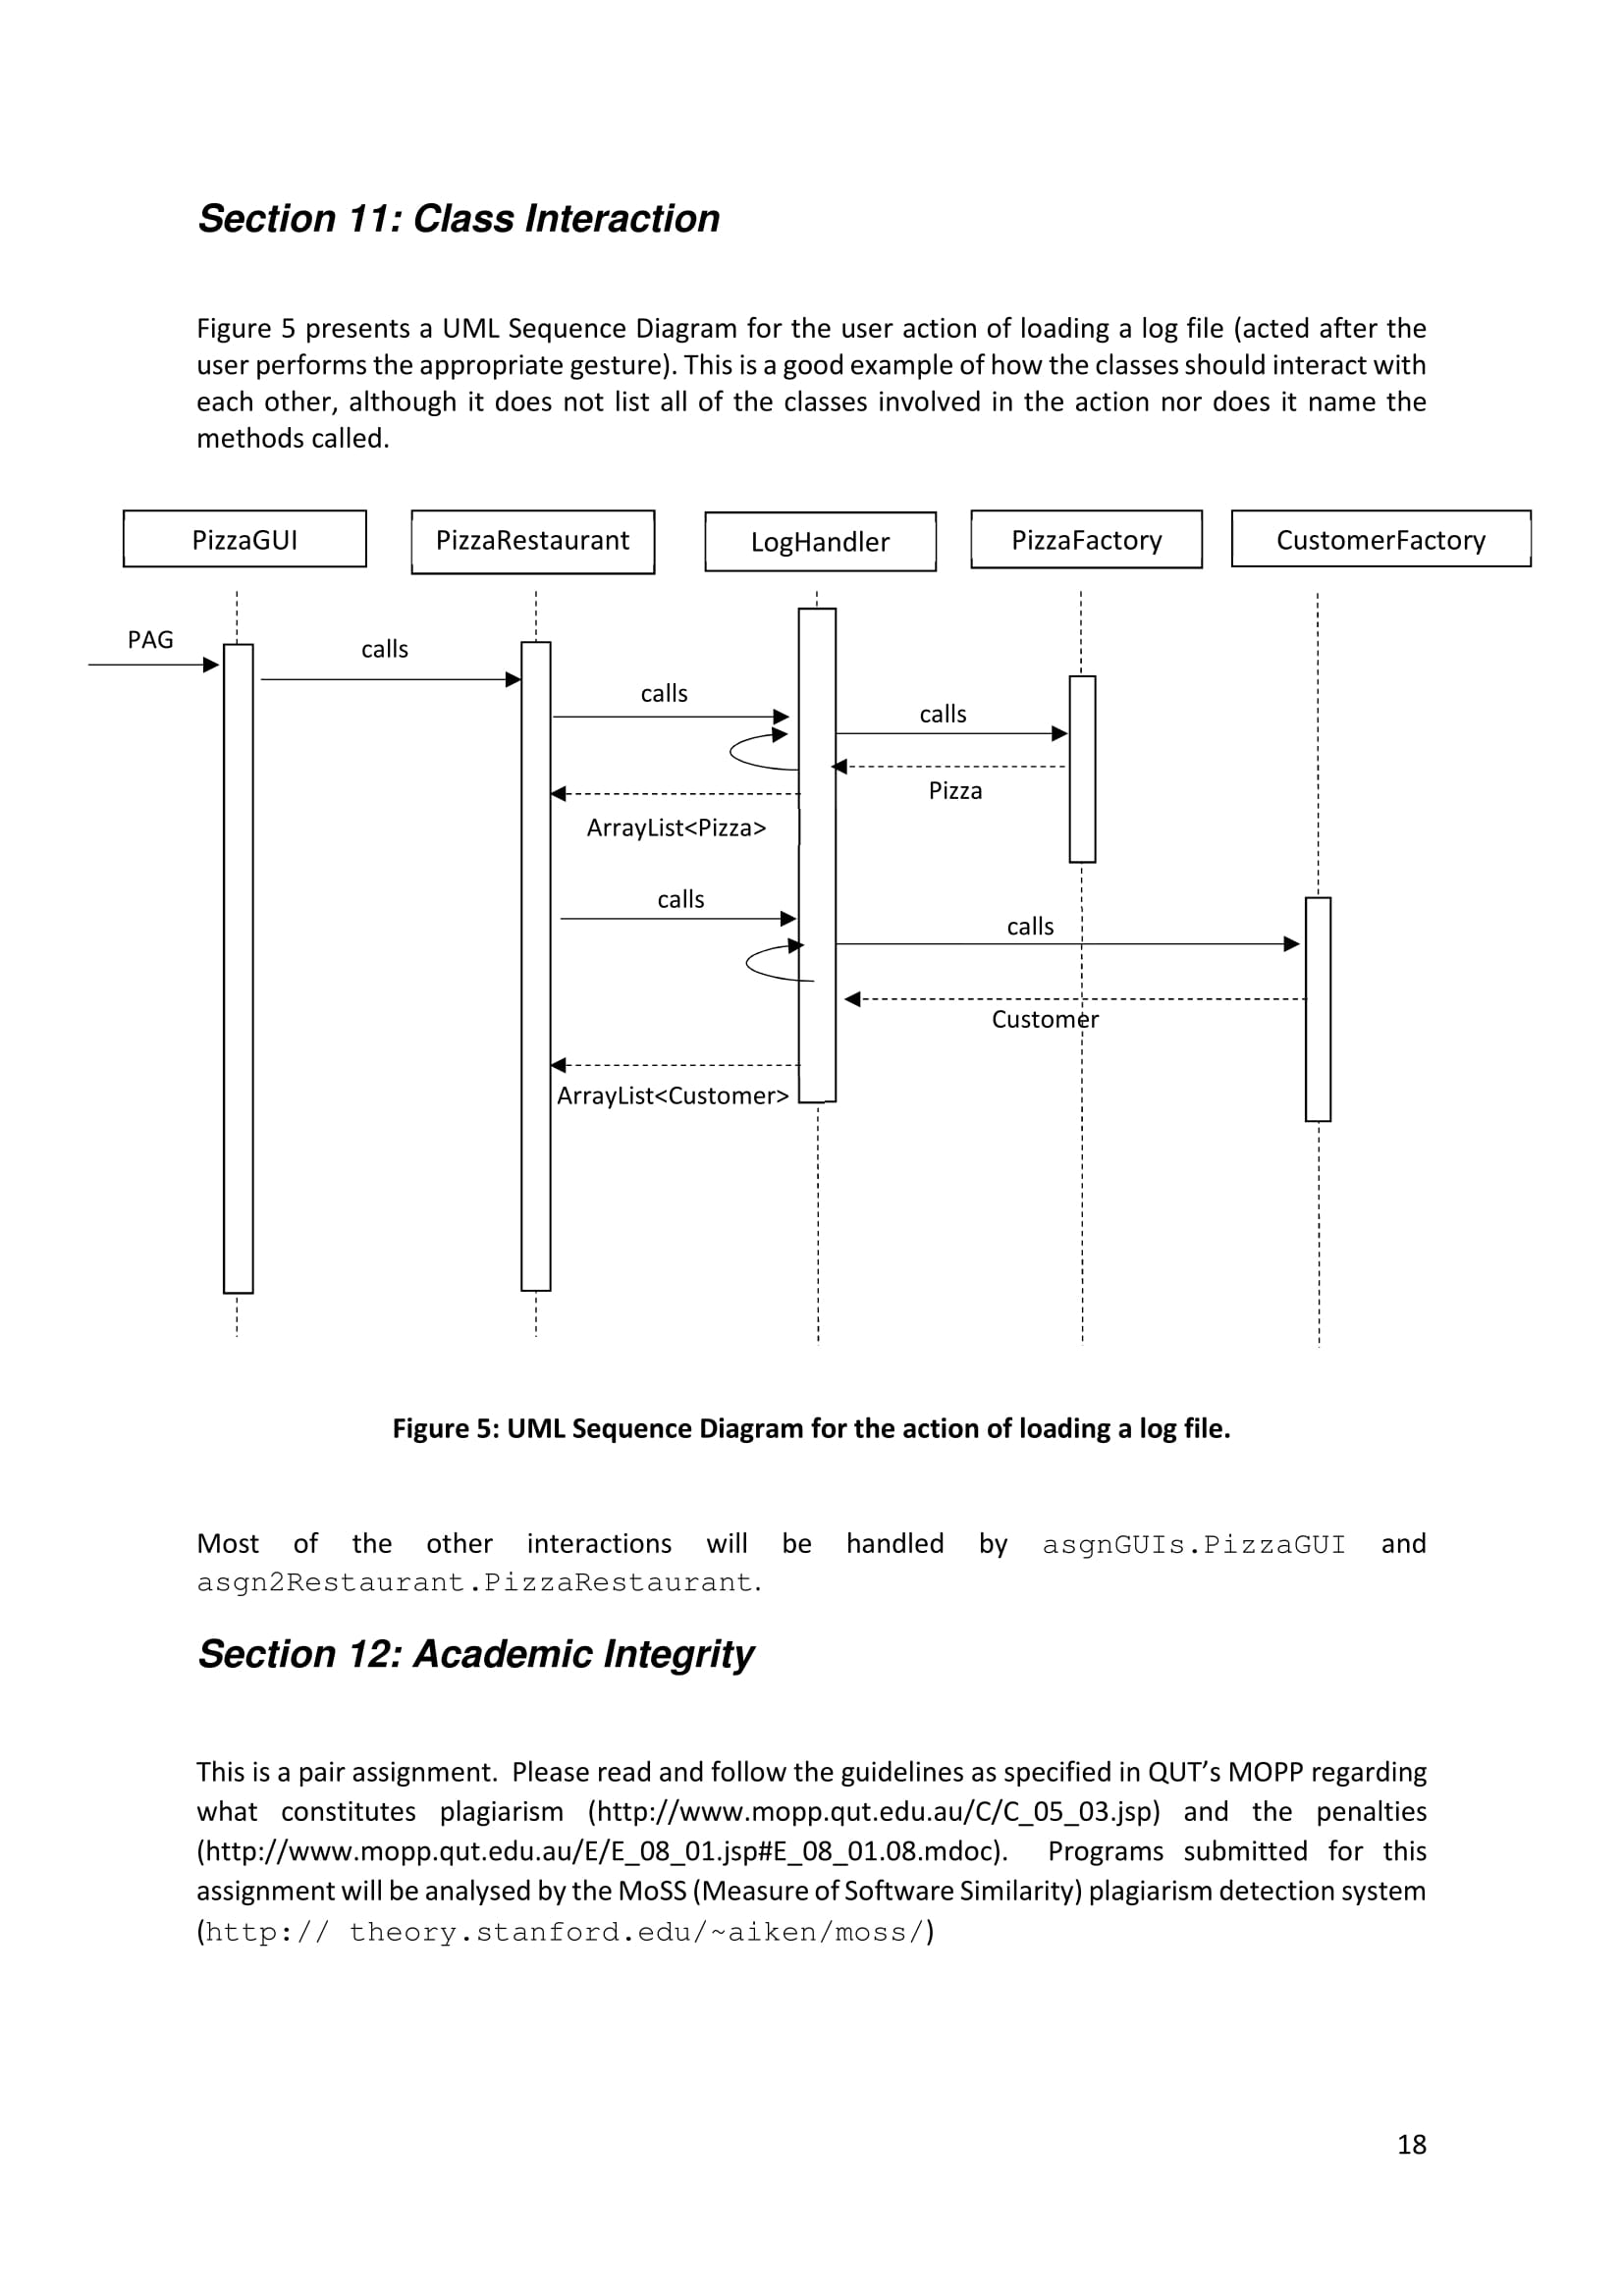 Section 11: Class Interaction
Figure 5 presents a UML Sequence Diagram for the user action of loading a log file (acted after the
user performs the appropriate gesture). This is a good example of how the classes should interact with
each other, although it does not list all of the classes involved in the action nor does it name the
methods called.
PizzaGUI
PizzaRestaurant
LogHandler
PizzaFactory
CustomerFactory
PAG
calls
calls
calls
Pizza
ArrayList<Pizza>
calls
calls
Customer
ArrayList<Customer>
Figure 5: UML Sequence Diagram for the action of loading a log file.
Most of the other interactions will be handled by asgnGUIs.PizzaGUI and
asgn2Restaurant.PizzaRestaurant.
Section 12: Academic Integrity
This is a pair assignment.  Please read and follow the guidelines as specified in QUT’s MOPP regarding
what constitutes plagiarism (http://www.mopp.qut.edu.au/C/C_05_03.jsp) and the penalties
(http://www.mopp.qut.edu.au/E/E_08_01.jsp#E_08_01.08.mdoc).  Programs submitted for this
assignment will be analysed by the MoSS (Measure of Software Similarity) plagiarism detection system
(http:// theory.stanford.edu/~aiken/moss/)
18